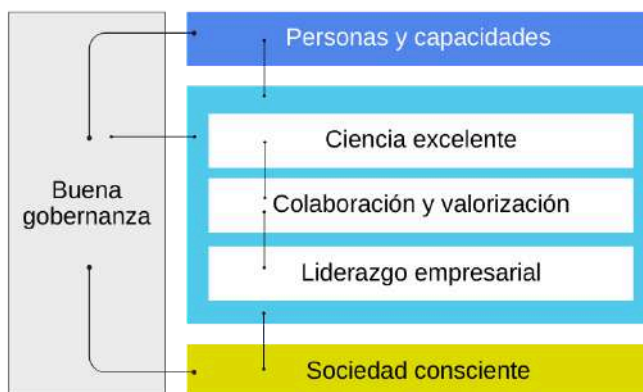 Personas y capacidades
Ciencia excelente
Buena
gobernanza
Colaboración y valorización
Liderazgo empresarial
Sociedad consciente